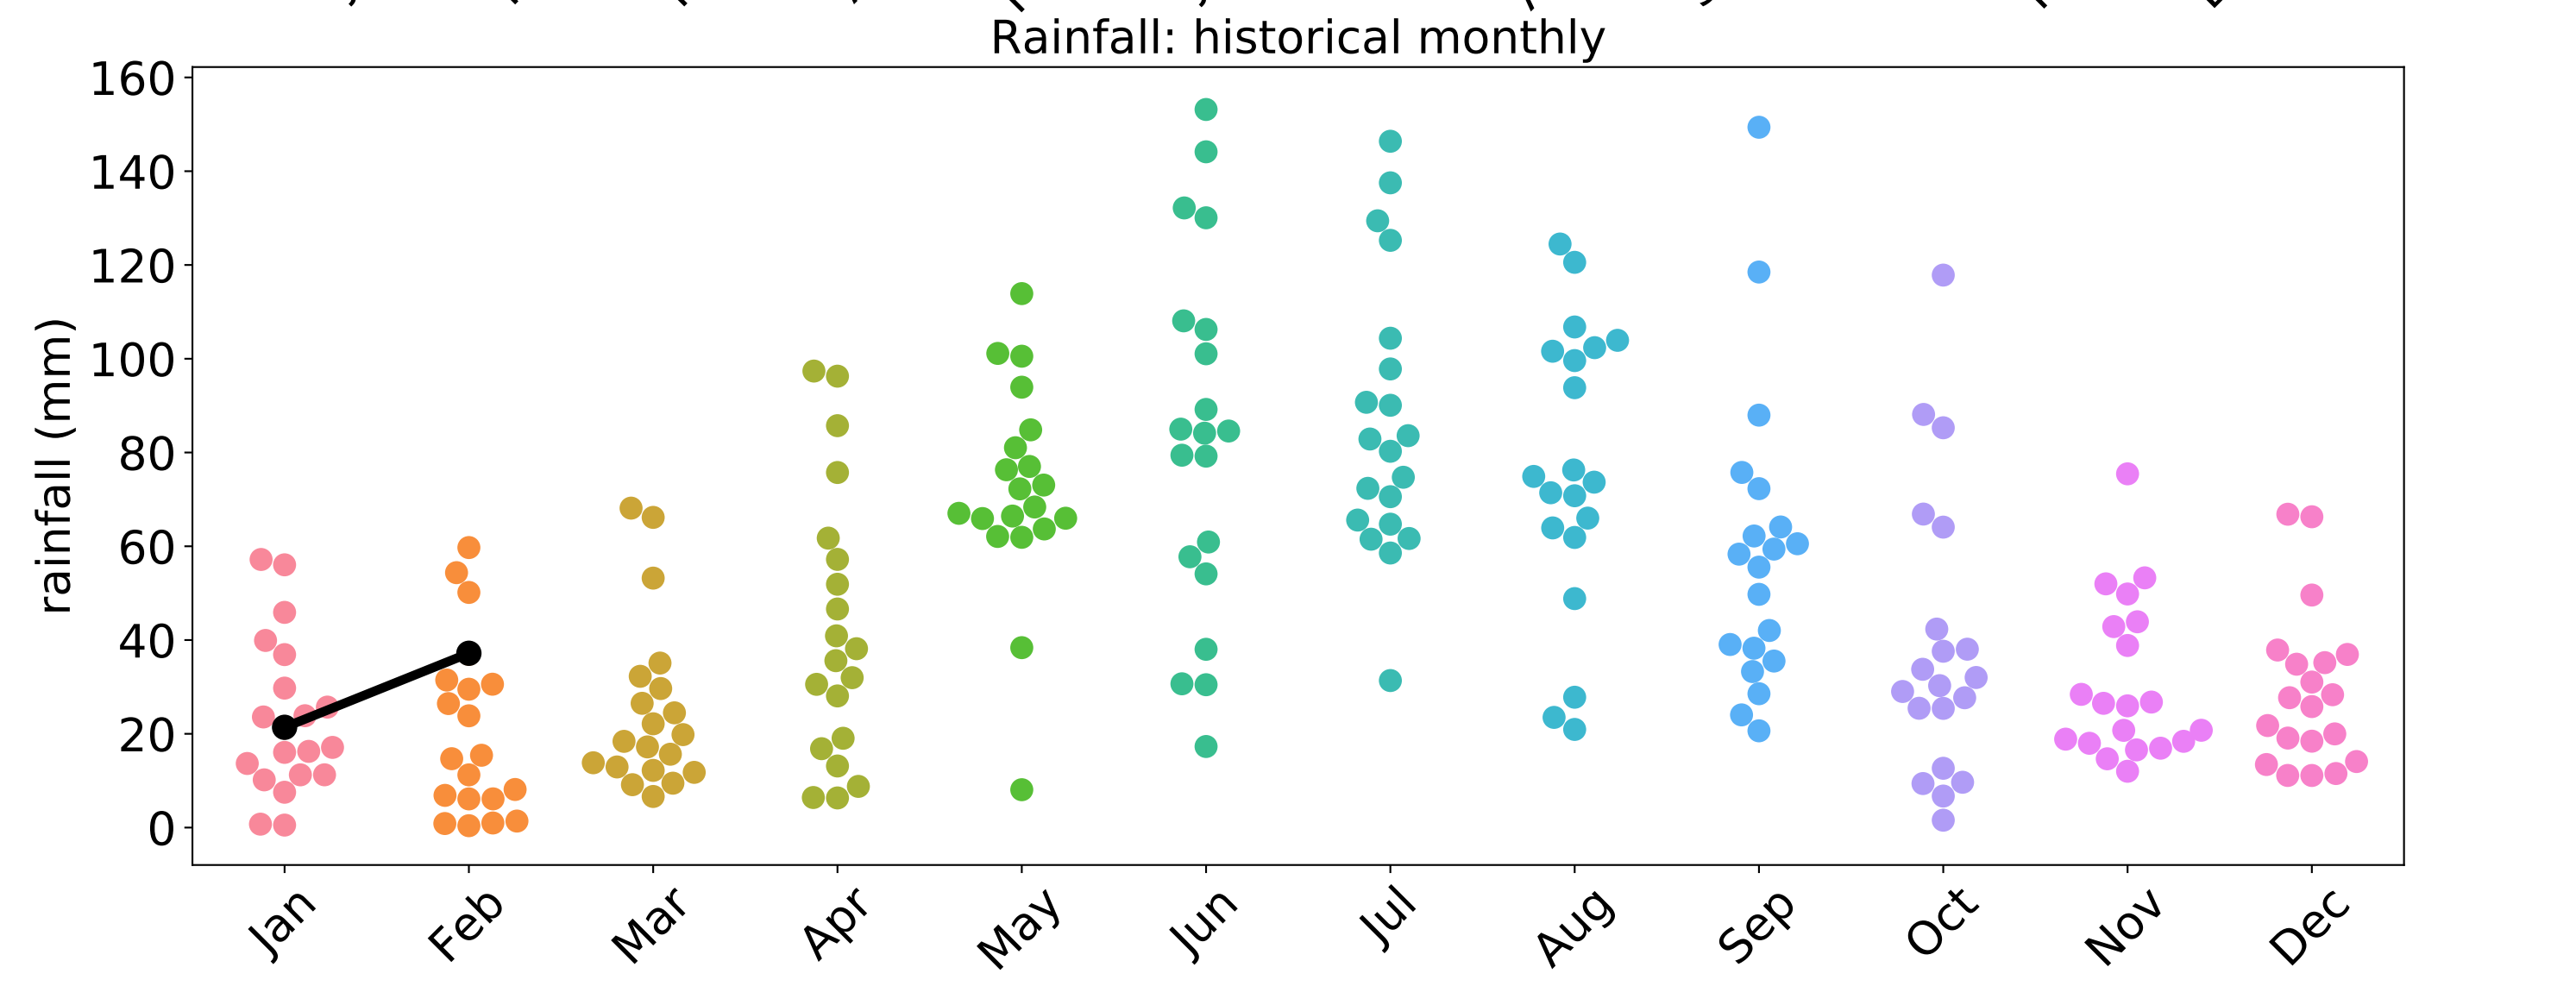 Rainfall: historical monthly
160
140
120
100
80
60
40
20
0
rainfall (mm)
Jan
Feb
Mar
Apr
May
Jun
Jul
Aug
Sep
Oct
Nov
Dec